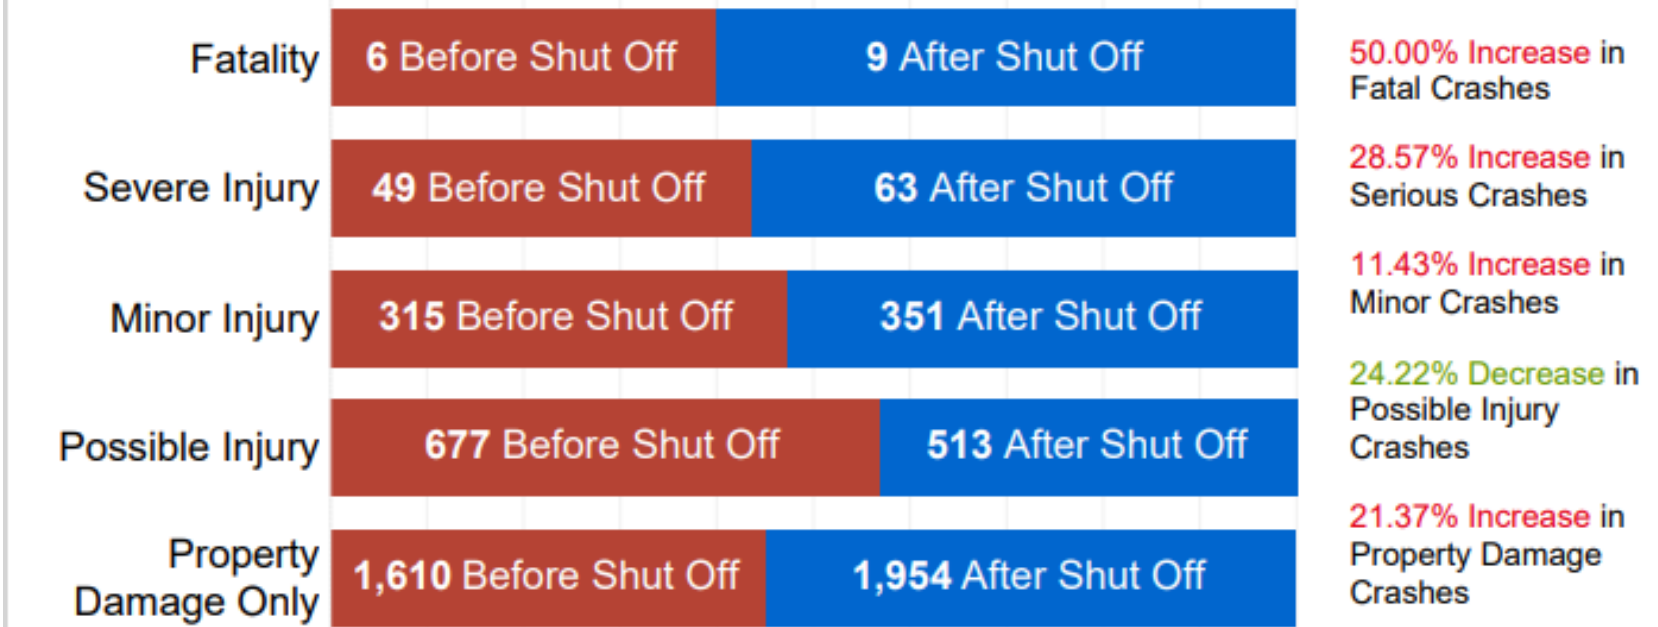 Fatality
6 Before Shut Off
9 After Shut Off
50.00% Increase in
Fatal Crashes
Severe Injury
49 Before Shut Off
63 After Shut Off
28.57% Increase in
Serious Crashes
Minor Injury
315 Before Shut Off
351 After Shut Off
11.43% Increase in
Minor Crashes
Possible Injury
677 Before Shut Off
513 After Shut Off
24.22% Decrease in
Possible Injury
Crashes
Property
Damage Only
1,610 Before Shut Off
1,954 After Shut Off
21.37% Increase in
Property Damage
Crashes